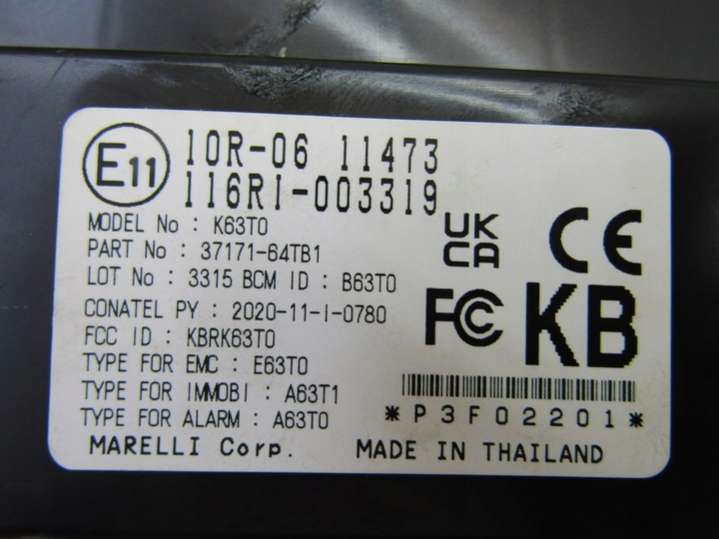 E11 10R-06 11473
116RI-003319
MODEL No : K63T0
PART No : 37171-64TB1
LOT No : 3315 BCM ID : B63T0
CONATEL PY : 2020-11-I-0780
FCC ID : KBRK63T0
TYPE FOR EMC : E63T0
TYPE FOR IMMOBI : A63T1
TYPE FOR ALARM : A63T0
UK
CA
CE
FC KB
*P3F02201*
MARELLI Corp. MADE IN THAILAND